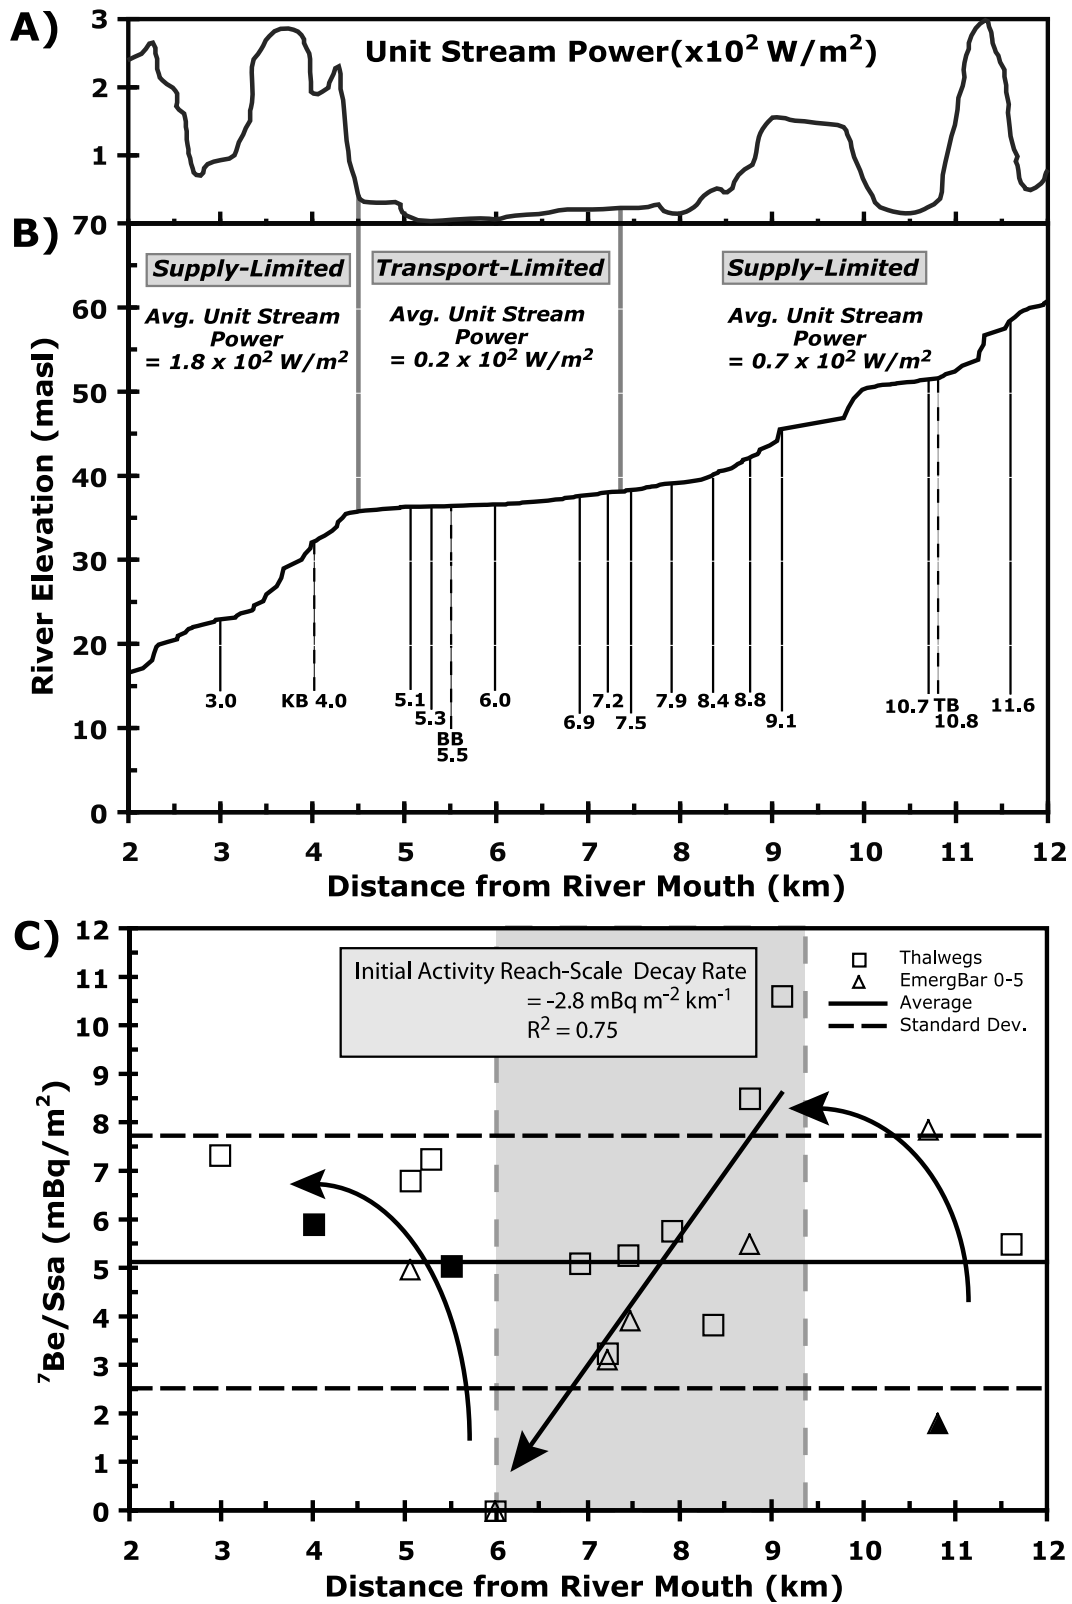 A)
Unit Stream Power(x10² W/m²)
3
2
1
B)
70
60
50
40
30
20
10
0
River Elevation (masl)
Supply-Limited
Avg. Unit Stream
Power
= 1.8 x 10² W/m²
Transport-Limited
Avg. Unit Stream
Power
= 0.2 x 10² W/m²
Supply-Limited
Avg. Unit Stream
Power
= 0.7 x 10² W/m²
3.0
KB 4.0
5.1
5.3
BB
5.5
6.0
6.9
7.2
7.5
7.9
8.4
8.8
9.1
10.7 TB
10.8
11.6
2 3 4 5 6 7 8 9 10 11 12
Distance from River Mouth (km)
C)
12
11
10
9
8
7
6
5
4
3
2
1
0
⁷Be/Ssa (mBq/m²)
Initial Activity Reach-Scale Decay Rate
= -2.8 mBq m⁻² km⁻¹
R² = 0.75
Thalwegs
EmergBar 0-5
Average
Standard Dev.
2 3 4 5 6 7 8 9 10 11 12
Distance from River Mouth (km)